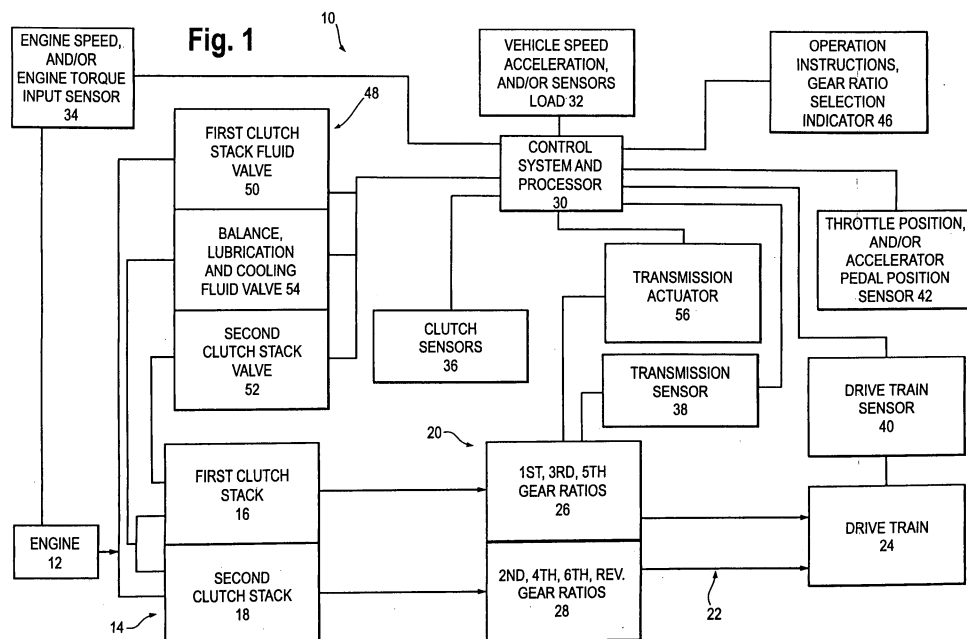 Fig. 1
10
ENGINE SPEED,
AND/OR
ENGINE TORQUE
INPUT SENSOR
34
48
VEHICLE SPEED
ACCELERATION,
AND/OR SENSORS
LOAD 32
OPERATION
INSTRUCTIONS,
GEAR RATIO
SELECTION
INDICATOR 46
FIRST CLUTCH
STACK FLUID
VALVE
50
CONTROL
SYSTEM AND
PROCESSOR
30
BALANCE,
LUBRICATION
AND COOLING
FLUID VALVE 54
THROTTLE POSITION,
AND/OR
ACCELERATOR
PEDAL POSITION
SENSOR 42
TRANSMISSION
ACTUATOR
56
SECOND
CLUTCH STACK
VALVE
52
CLUTCH
SENSORS
36
TRANSMISSION
SENSOR
38
DRIVE TRAIN
SENSOR
40
20
FIRST CLUTCH
STACK
16
1ST, 3RD, 5TH
GEAR RATIOS
26
DRIVE TRAIN
24
ENGINE
12
SECOND
CLUTCH STACK
18
2ND, 4TH, 6TH, REV.
GEAR RATIOS
28
14
22